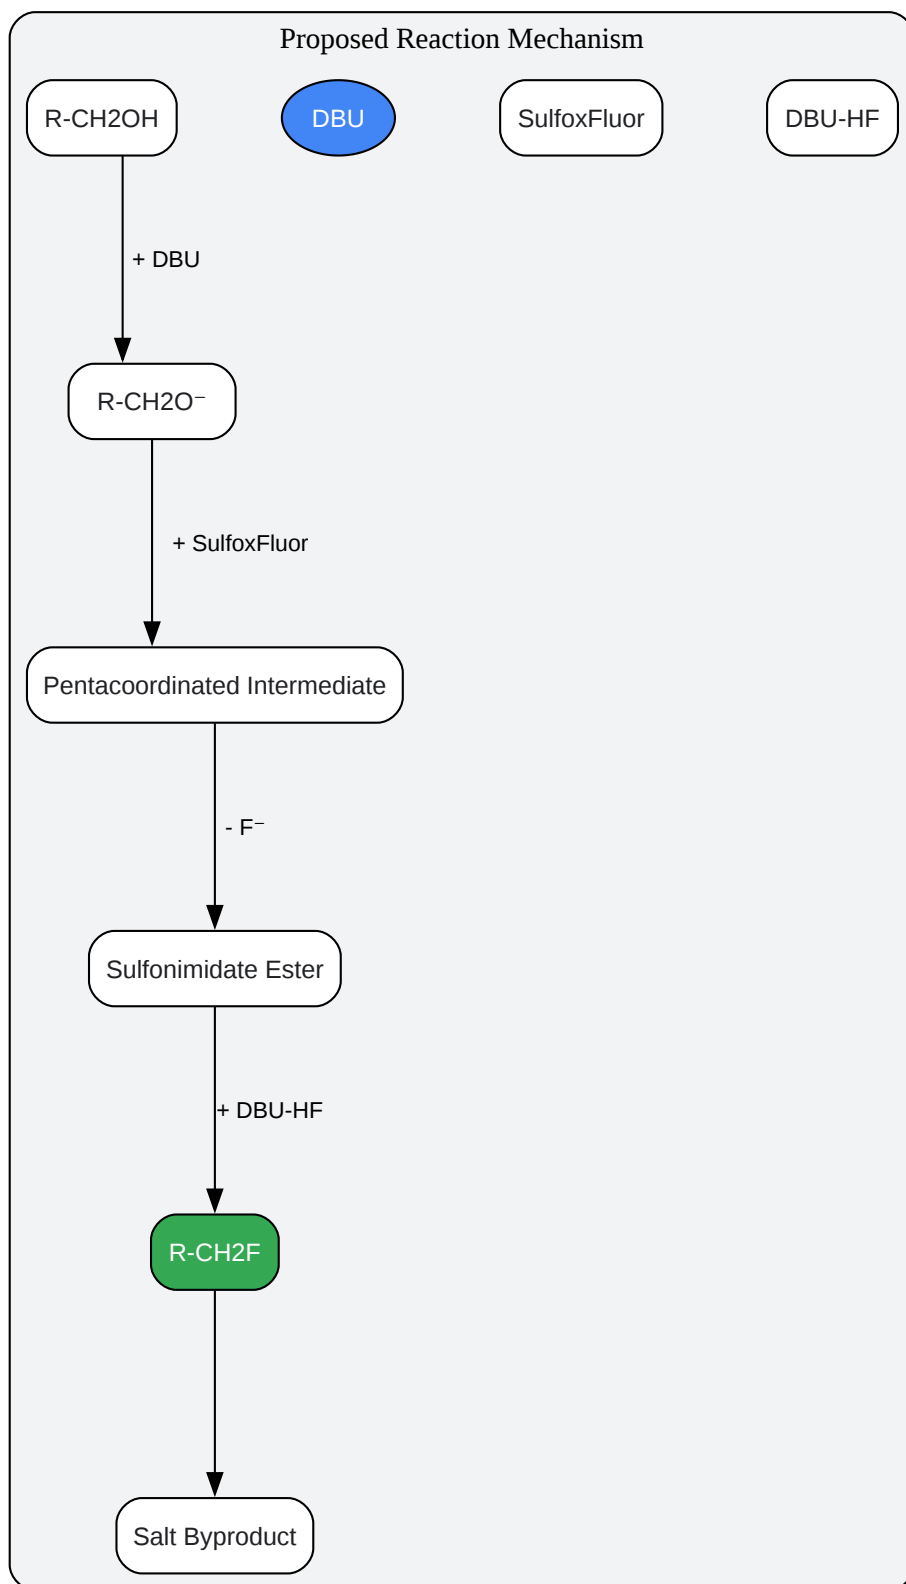 Proposed Reaction Mechanism
R-CH2OH
DBU
SulfoxFluor
DBU-HF
+ DBU
R-CH2O⁻
+ SulfoxFluor
Pentacoordinated Intermediate
- F⁻
Sulfonimidate Ester
+ DBU-HF
R-CH2F
Salt Byproduct